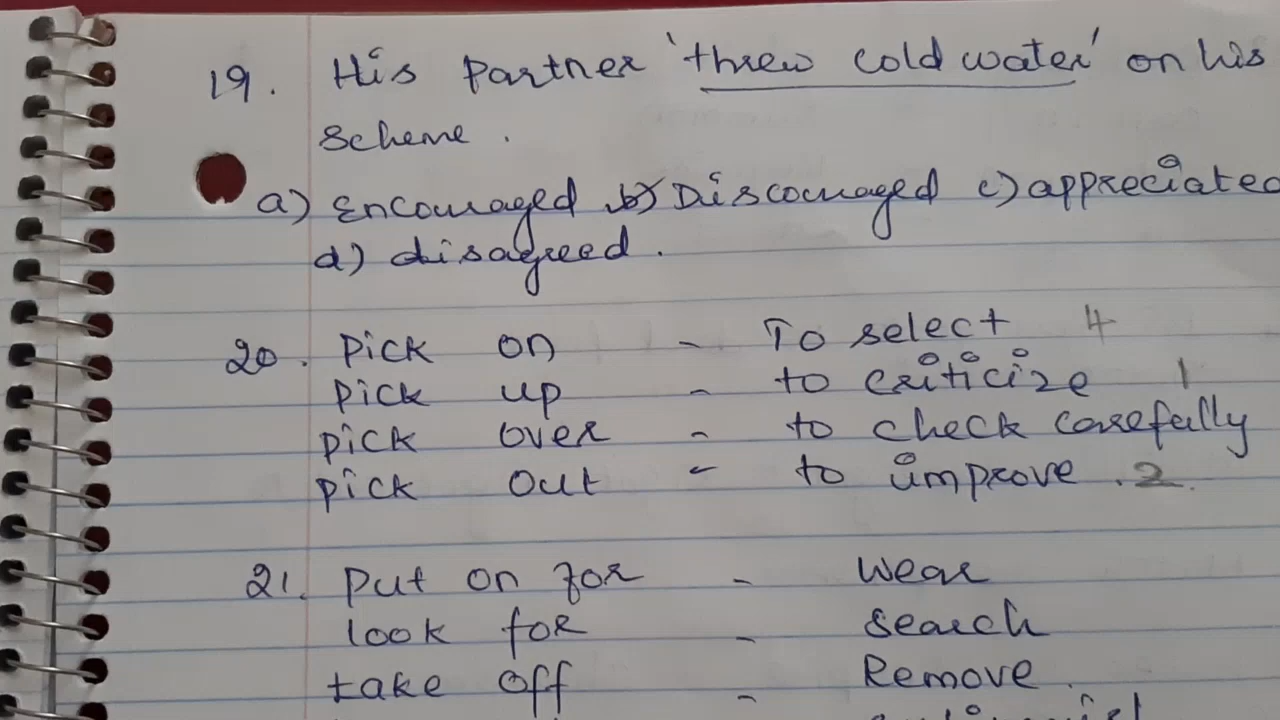 19. His partner 'threw cold water' on his
scheme.
a) Encouraged b) Discouraged c) appreciated
d) disagreed.
20. pick on - To select 4
pick up - to criticize 1
pick over - to check carefully
pick out - to improve. 2
21. Put on for - wear
look for - search
take off - Remove.